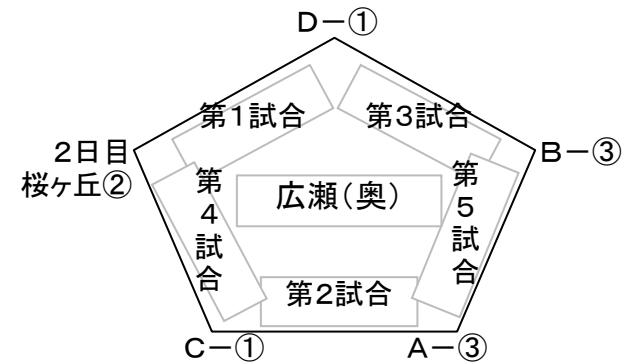 D－①
第1試合
第3試合
2日目
桜ヶ丘②
B－③
第4試合
広瀬(奥)
第5試合
第2試合
C－①
A－③